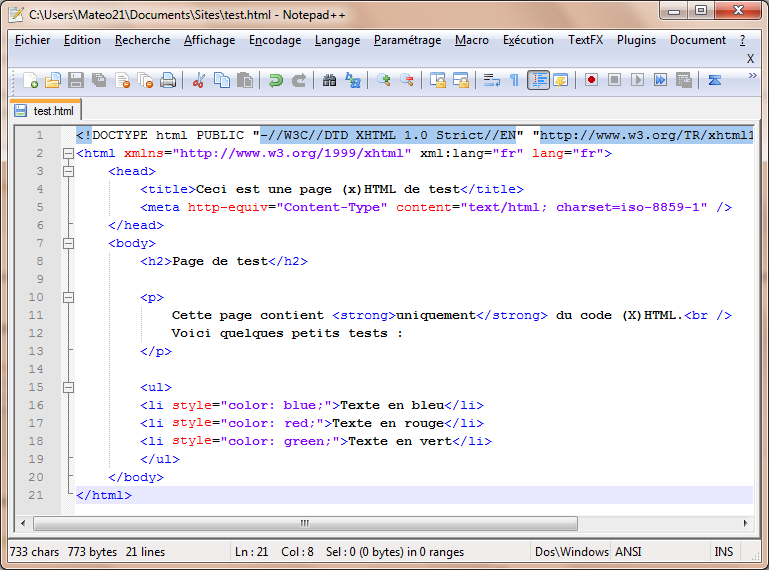 C:\Users\Mateo21\Documents\Sites\test.html - Notepad++
Fichier Edition Recherche Affichage Encodage Langage Paramétrage Macro Exécution TextFX Plugins Document ?
X
test.html
1 <!DOCTYPE html PUBLIC "-//W3C//DTD XHTML 1.0 Strict//EN" "http://www.w3.org/TR/xhtml1
2 <html xmlns="http://www.w3.org/1999/xhtml" xml:lang="fr" lang="fr">
3 <head>
4 <title>Ceci est une page (x)HTML de test</title>
5 <meta http-equiv="Content-Type" content="text/html; charset=iso-8859-1" />
6 </head>
7 <body>
8 <h2>Page de test</h2>
9
10 <p>
11 Cette page contient <strong>uniquement</strong> du code (X)HTML.<br />
12 Voici quelques petits tests :
13 </p>
14
15 <ul>
16 <li style="color: blue;">Texte en bleu</li>
17 <li style="color: red;">Texte en rouge</li>
18 <li style="color: green;">Texte en vert</li>
19 </ul>
20 </body>
21 </html>
733 chars 773 bytes 21 lines Ln : 21 Col : 8 Sel : 0 (0 bytes) in 0 ranges Dos\Windows ANSI INS